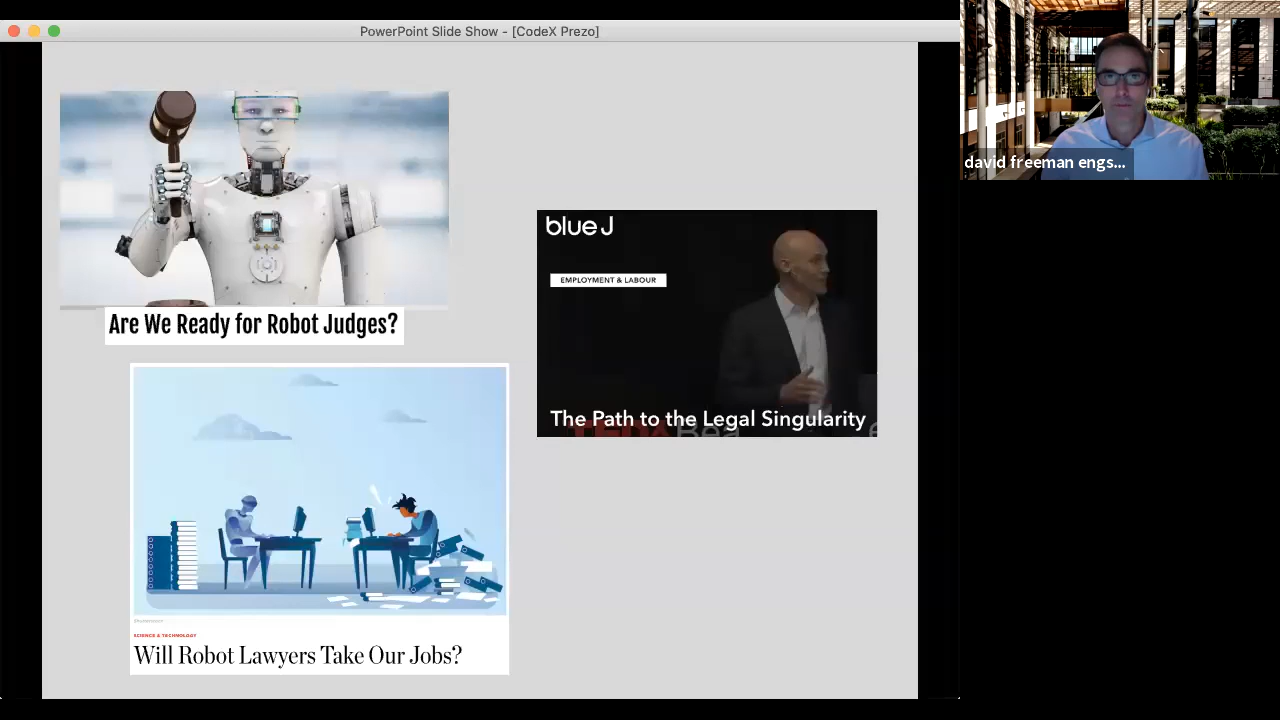 PowerPoint Slide Show - [CodeX Prezo]
david freeman engs...
Are We Ready for Robot Judges?
blue J
EMPLOYMENT & LABOUR
The Path to the Legal Singularity
TEDxBea
SCIENCE & TECHNOLOGY
Will Robot Lawyers Take Our Jobs?